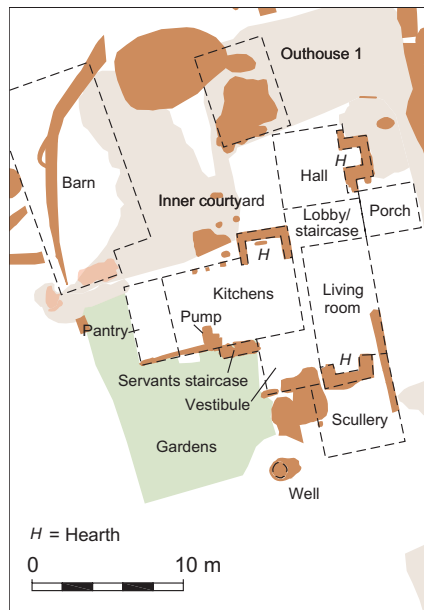 Outhouse 1
H
Barn
Hall
Inner courtyard
Lobby/
staircase
Porch
H
Kitchens
Living
room
Pump
Pantry
H
Servants staircase
Vestibule
Scullery
Gardens
Well
H = Hearth
0
10 m